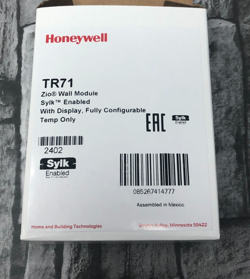 Honeywell
TR71
Zio® Wall Module
Sylk™ Enabled
With Display, Fully Configurable
Temp Only
EAC
Sylk
Enabled
2402
Sylk
Enabled
085267414777
Assembled in Mexico
Home and Building Technologies
Minnesota 55422